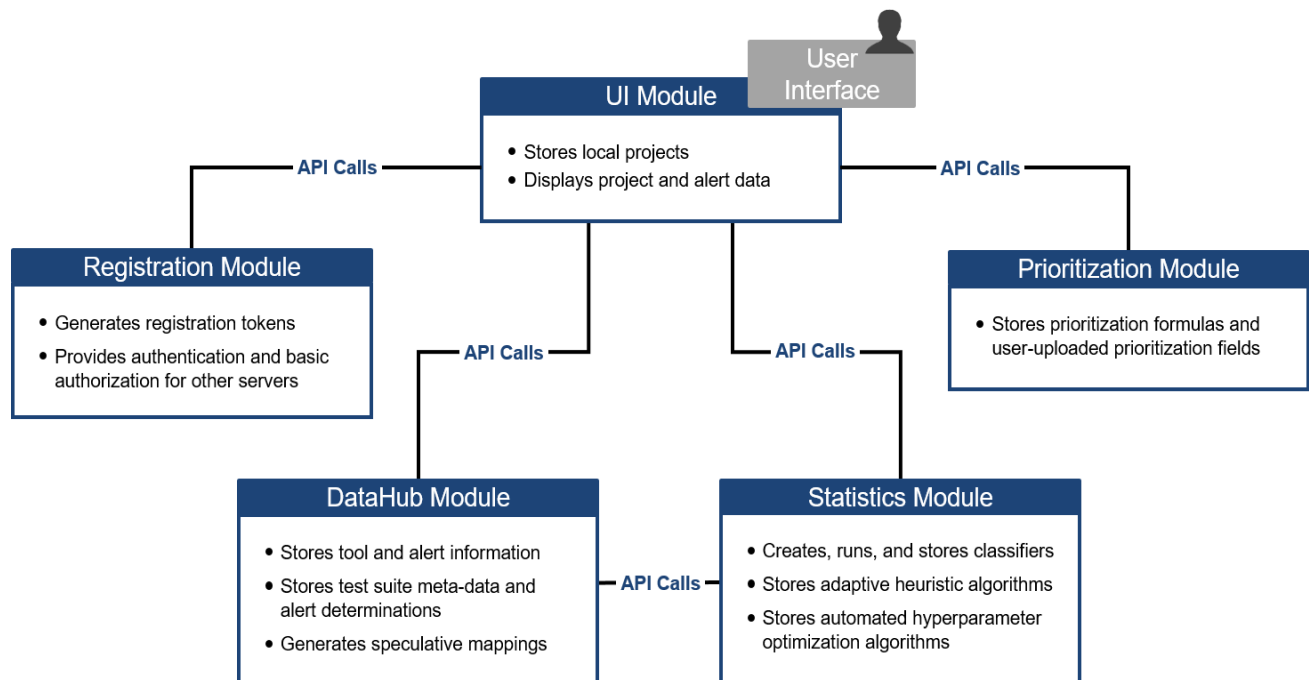 User
Interface
UI Module
• Stores local projects
• Displays project and alert data
API Calls
API Calls
Registration Module
• Generates registration tokens
• Provides authentication and basic
authorization for other servers
Prioritization Module
• Stores prioritization formulas and
user-uploaded prioritization fields
API Calls
API Calls
DataHub Module
• Stores tool and alert information
• Stores test suite meta-data and
alert determinations
• Generates speculative mappings
API Calls
Statistics Module
• Creates, runs, and stores classifiers
• Stores adaptive heuristic algorithms
• Stores automated hyperparameter
optimization algorithms